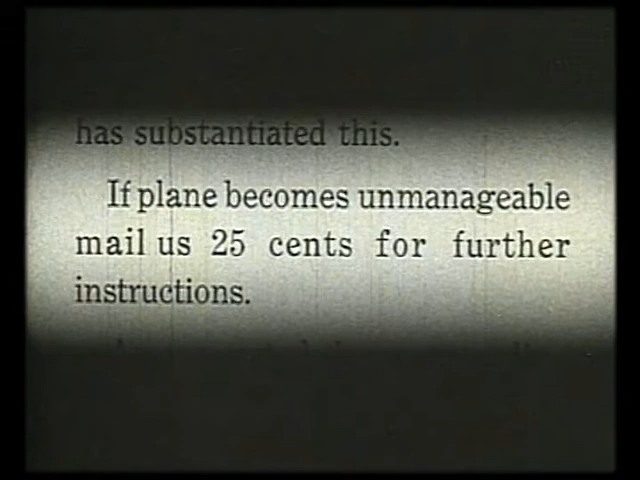 has substantiated this.
If plane becomes unmanageable
mail us 25 cents for further
instructions.